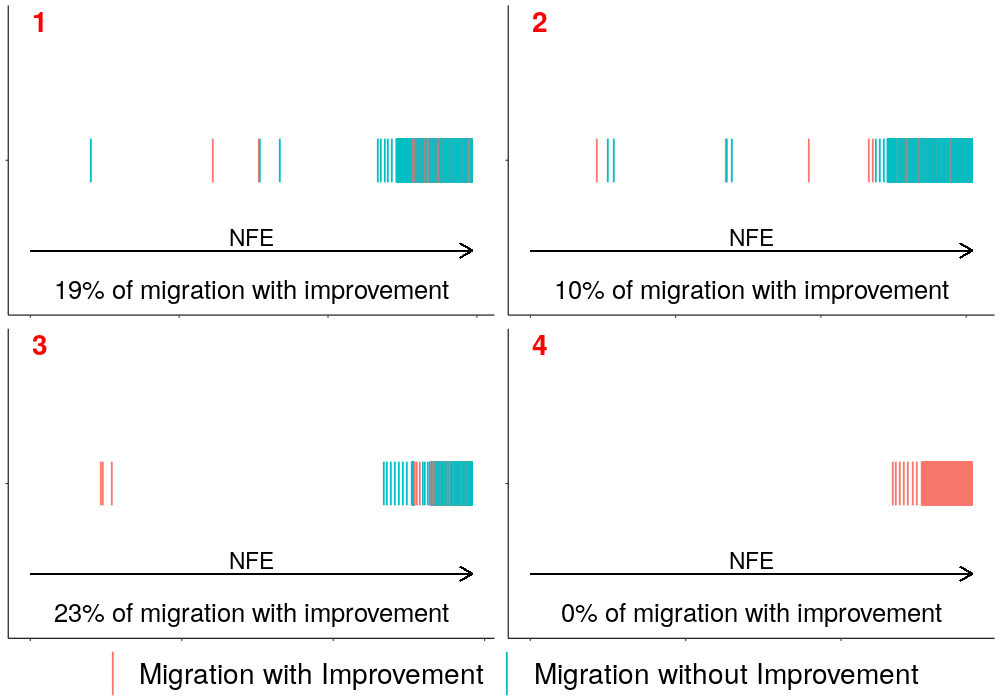 1
NFE
19% of migration with improvement
2
NFE
10% of migration with improvement
3
NFE
23% of migration with improvement
4
NFE
0% of migration with improvement
Migration with Improvement
Migration without Improvement